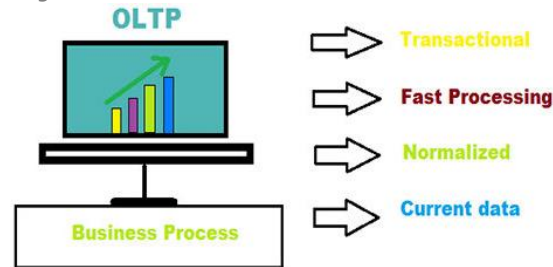 OLTP
Transactional
Fast Processing
Normalized
Current data
Business Process